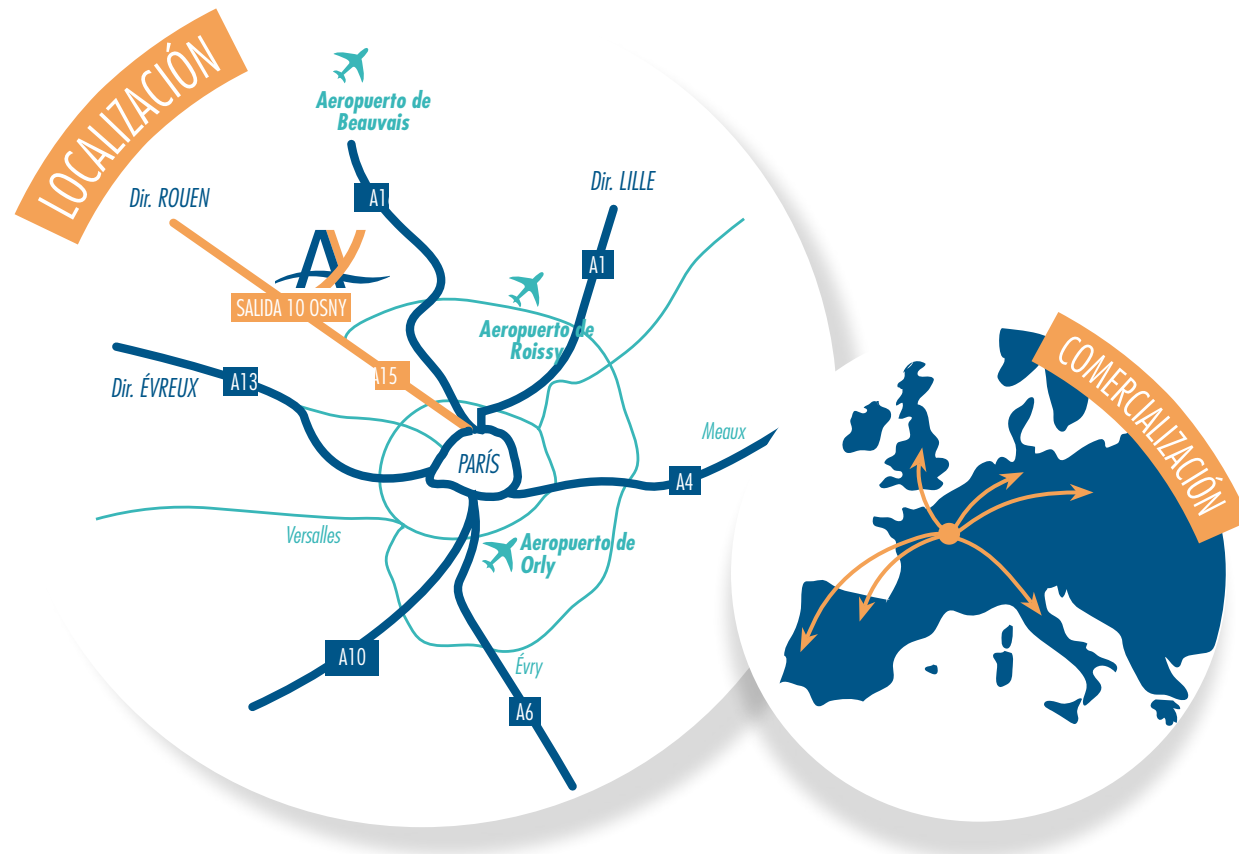 LOCALIZACIÓN
Aeropuerto de
Beauvais
Dir. ROUEN
Dir. LILLE
A1
A1
SALIDA 10 OSNY
Aeropuerto de
Roissy
A15
Dir. ÉVREUX
A13
COMERCIALIZACIÓN
Meaux
PARÍS
A4
Versalles
Aeropuerto de
Orly
A10
Évry
A6